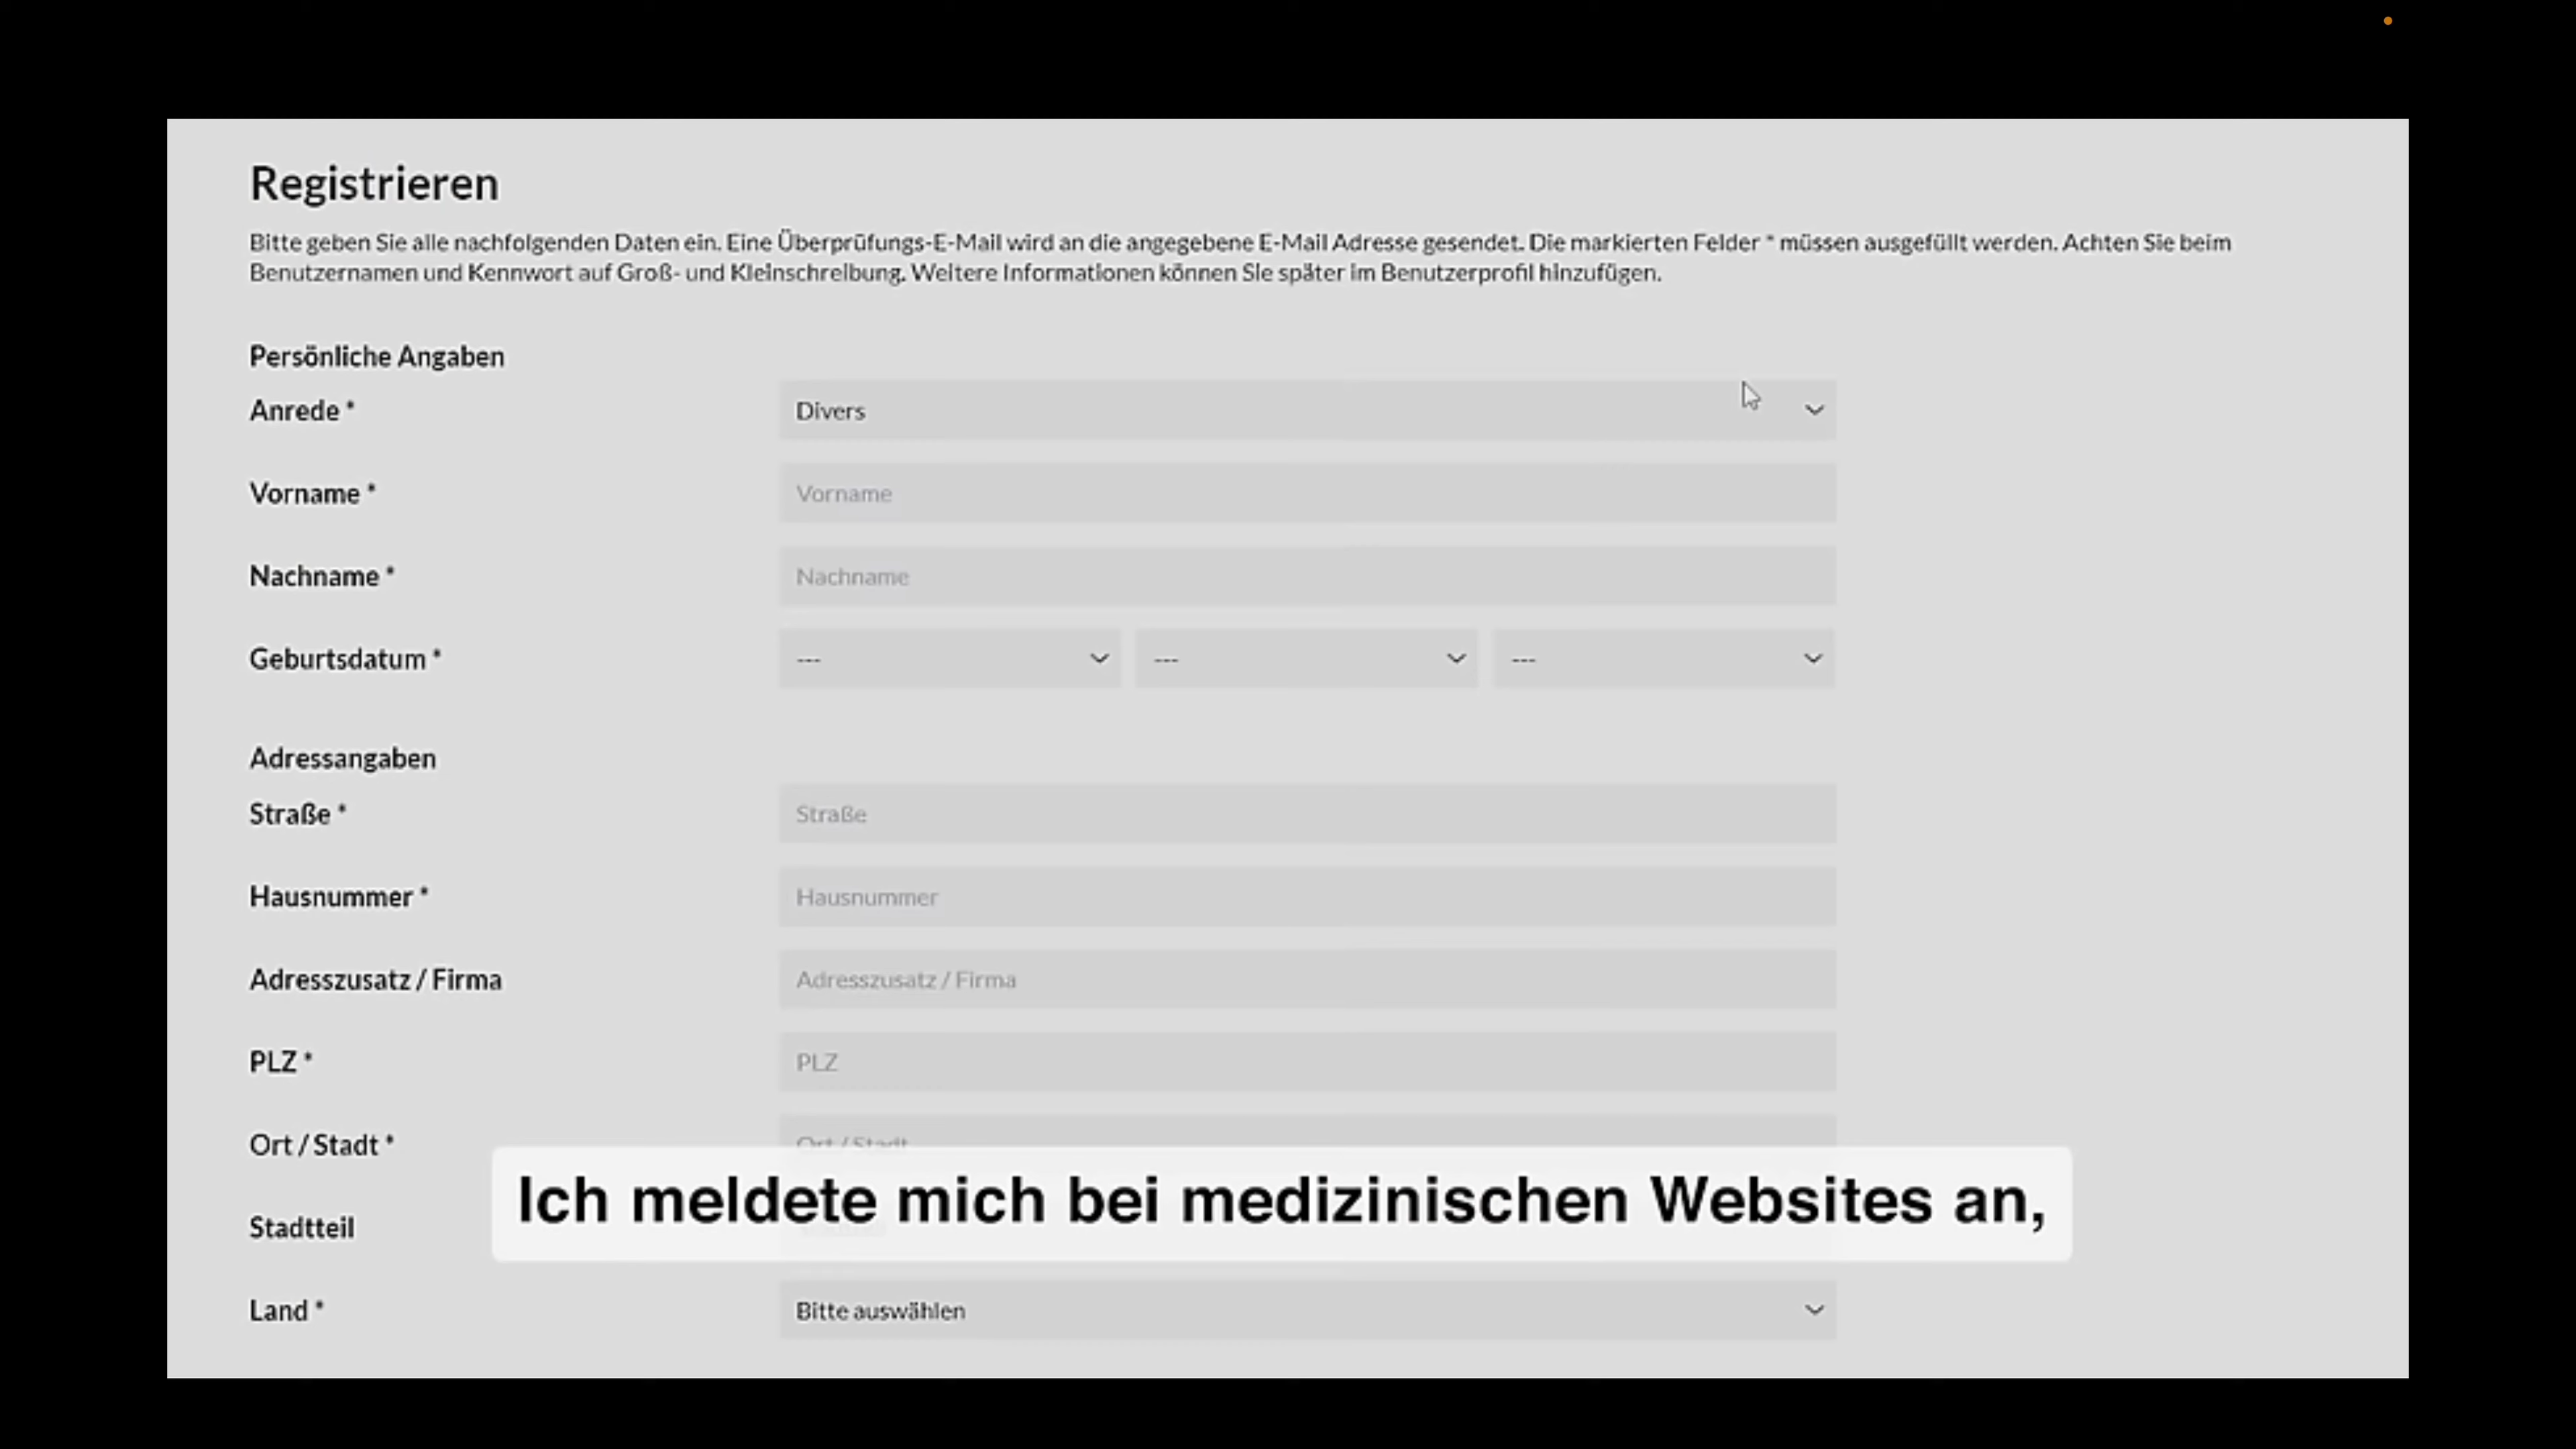 Registrieren
Bitte geben Sie alle nachfolgenden Daten ein. Eine Überprüfungs-E-Mail wird an die angegebene E-Mail Adresse gesendet. Die markierten Felder * müssen ausgefüllt werden. Achten Sie beim
Benutzernamen und Kennwort auf Groß- und Kleinschreibung. Weitere Informationen können Sie später im Benutzerprofil hinzufügen.
Persönliche Angaben
Anrede * Divers
Vorname * Vorname
Nachname * Nachname
Geburtsdatum * --- --- ---
Adressangaben
Straße * Straße
Hausnummer * Hausnummer
Adresszusatz / Firma Adresszusatz / Firma
PLZ * PLZ
Ort / Stadt * Ort / Stadt
Ich meldete mich bei medizinischen Websites an,
Stadtteil
Land * Bitte auswählen